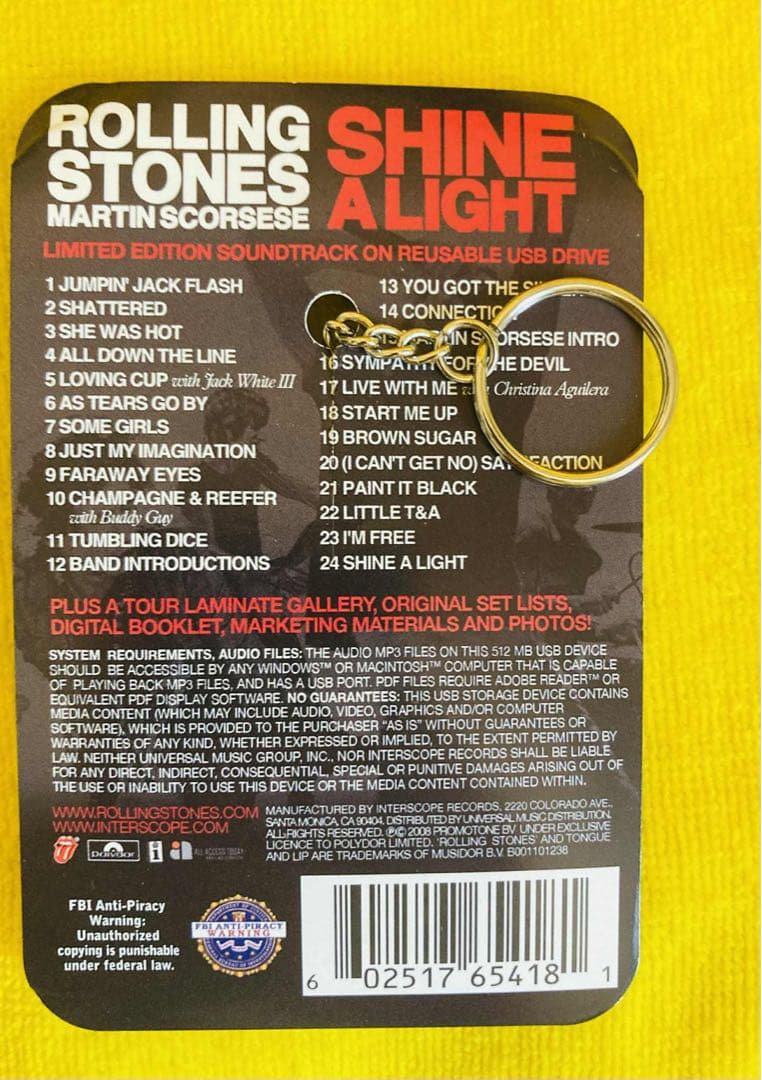 ROLLING
STONES
MARTIN SCORSESE
SHINE
A LIGHT
LIMITED EDITION SOUNDTRACK ON REUSABLE USB DRIVE
1 JUMPIN' JACK FLASH
2 SHATTERED
3 SHE WAS HOT
4 ALL DOWN THE LINE
5 LOVING CUP with Jack White III
6 AS TEARS GO BY
7 SOME GIRLS
8 JUST MY IMAGINATION
9 FARAWAY EYES
10 CHAMPAGNE & REEFER
with Buddy Guy
11 TUMBLING DICE
12 BAND INTRODUCTIONS
13 YOU GOT THE
14
INTRO
16 FOR THE DEVIL
17 LIVE WITH ME Christina Aguilera
18 START ME UP
19 BROWN SUGAR
20 (I CAN'T GET NO)
21 PAINT IT BLACK
22 LITTLE T&A
23 I'M FREE
24 SHINE A LIGHT
PLUS A TOUR LAMINATE GALLERY, ORIGINAL SET LISTS,
DIGITAL BOOKLET, MARKETING MATERIALS AND PHOTOS!
SYSTEM REQUIREMENTS, AUDIO FILES: THE AUDIO MP3 FILES ON THIS 512 MB USB DEVICE
SHOULD BE ACCESSIBLE BY ANY WINDOWS™ OR MACINTOSH™ COMPUTER THAT IS CAPABLE
OF PLAYING BACK MP3 FILES, AND HAS A USB PORT. PDF FILES REQUIRE ADOBE READER™ OR
EQUIVALENT PDF DISPLAY SOFTWARE. NO GUARANTEES: THIS USB STORAGE DEVICE CONTAINS
MEDIA CONTENT (WHICH MAY INCLUDE AUDIO, VIDEO, GRAPHICS AND/OR COMPUTER
SOFTWARE), WHICH IS PROVIDED TO THE PURCHASER "AS IS" WITHOUT GUARANTEES OR
WARRANTIES OF ANY KIND, WHETHER EXPRESSED OR IMPLIED, TO THE EXTENT PERMITTED BY
LAW. NEITHER UNIVERSAL MUSIC GROUP, INC., NOR INTERSCOPE RECORDS SHALL BE LIABLE
FOR ANY DIRECT, INDIRECT, CONSEQUENTIAL, SPECIAL OR PUNITIVE DAMAGES ARISING OUT OF
THE USE OR INABILITY TO USE THIS DEVICE OR THE MEDIA CONTENT CONTAINED WITHIN.
WWW.ROLLINGSTONES.COM
WWW.INTERSCOPE.COM
MANUFACTURED BY INTERSCOPE RECORDS, 2220 COLORADO AVE.,
SANTA MONICA, CA 90404. DISTRIBUTED BY UNIVERSAL MUSIC DISTRIBUTION.
ALL RIGHTS RESERVED. ℗© 2008 PROMOTONE BV UNDER EXCLUSIVE
LICENCE TO POLYDOR LIMITED. 'ROLLING STONES' AND TONGUE
AND LIP ARE TRADEMARKS OF MUSIDOR B.V. B001101238
Polydor
i
ALL ACCESS TODAY
FBI Anti-Piracy
Warning:
Unauthorized
copying is punishable
under federal law.
FBI ANTI-PIRACY
WARNING
6 02517 65418 1